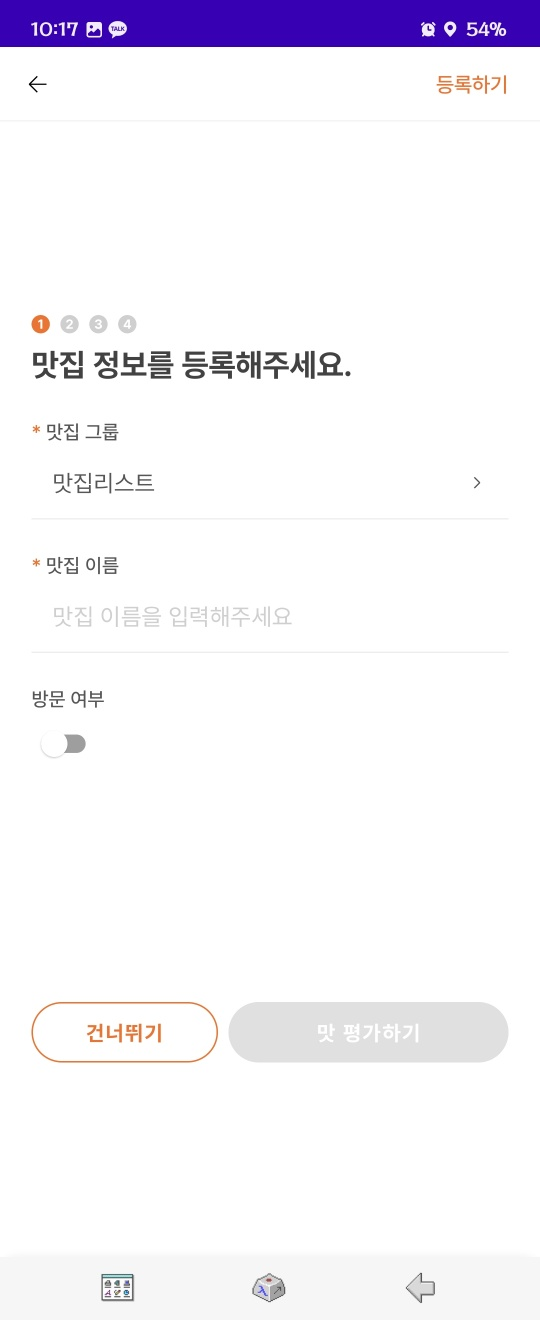 10:17 TALK 54%
등록하기
1 2 3 4
맛집 정보를 등록해주세요.
* 맛집 그룹
맛집리스트
* 맛집 이름
맛집 이름을 입력해주세요
방문 여부
건너뛰기 맛 평가하기